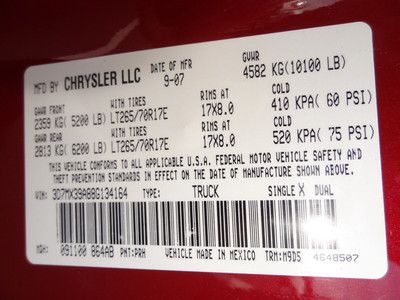 MFD BY CHRYSLER LLC DATE OF MFR GVWR
9-07 4582 KG(10100 LB)
GAWR FRONT WITH TIRES RIMS AT COLD
2359 KG( 5200 LB) LT265/70R17E 17X8.0 410 KPA( 60 PSI)
GAWR REAR WITH TIRES RIMS AT COLD
2813 KG( 6200 LB) LT265/70R17E 17X8.0 520 KPA( 75 PSI)
THIS VEHICLE CONFORMS TO ALL APPLICABLE U.S.A. FEDERAL MOTOR VEHICLE SAFETY AND
THEFT PREVENTION STANDARDS IN EFFECT ON THE DATE OF MANUFACTURE SHOWN ABOVE.
VIN: 3D7MX39A88G134164 TYPE: TRUCK SINGLE X DUAL
MDH: 091100 864AB PNT:PRH VEHICLE MADE IN MEXICO TRM:M9D5 4648507